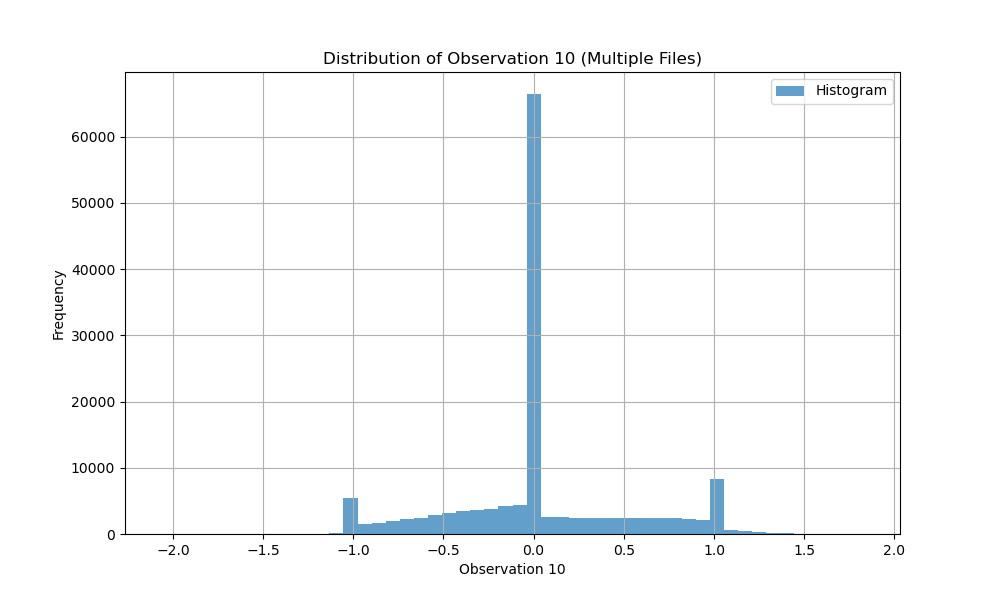 Distribution of Observation 10 (Multiple Files)
Histogram
60000
50000
40000
30000
20000
10000
0
Frequency
−2.0 −1.5 −1.0 −0.5 0.0 0.5 1.0 1.5 2.0
Observation 10